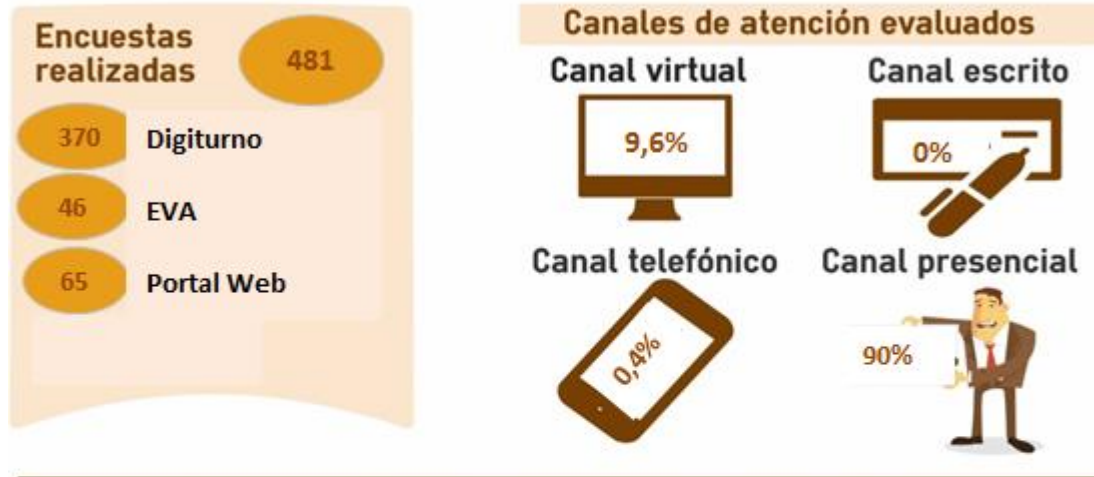 Encuestas
realizadas
481
370 Digiturno
46 EVA
65 Portal Web
Canales de atención evaluados
Canal virtual
9,6%
Canal escrito
0%
Canal telefónico
0,4%
Canal presencial
90%